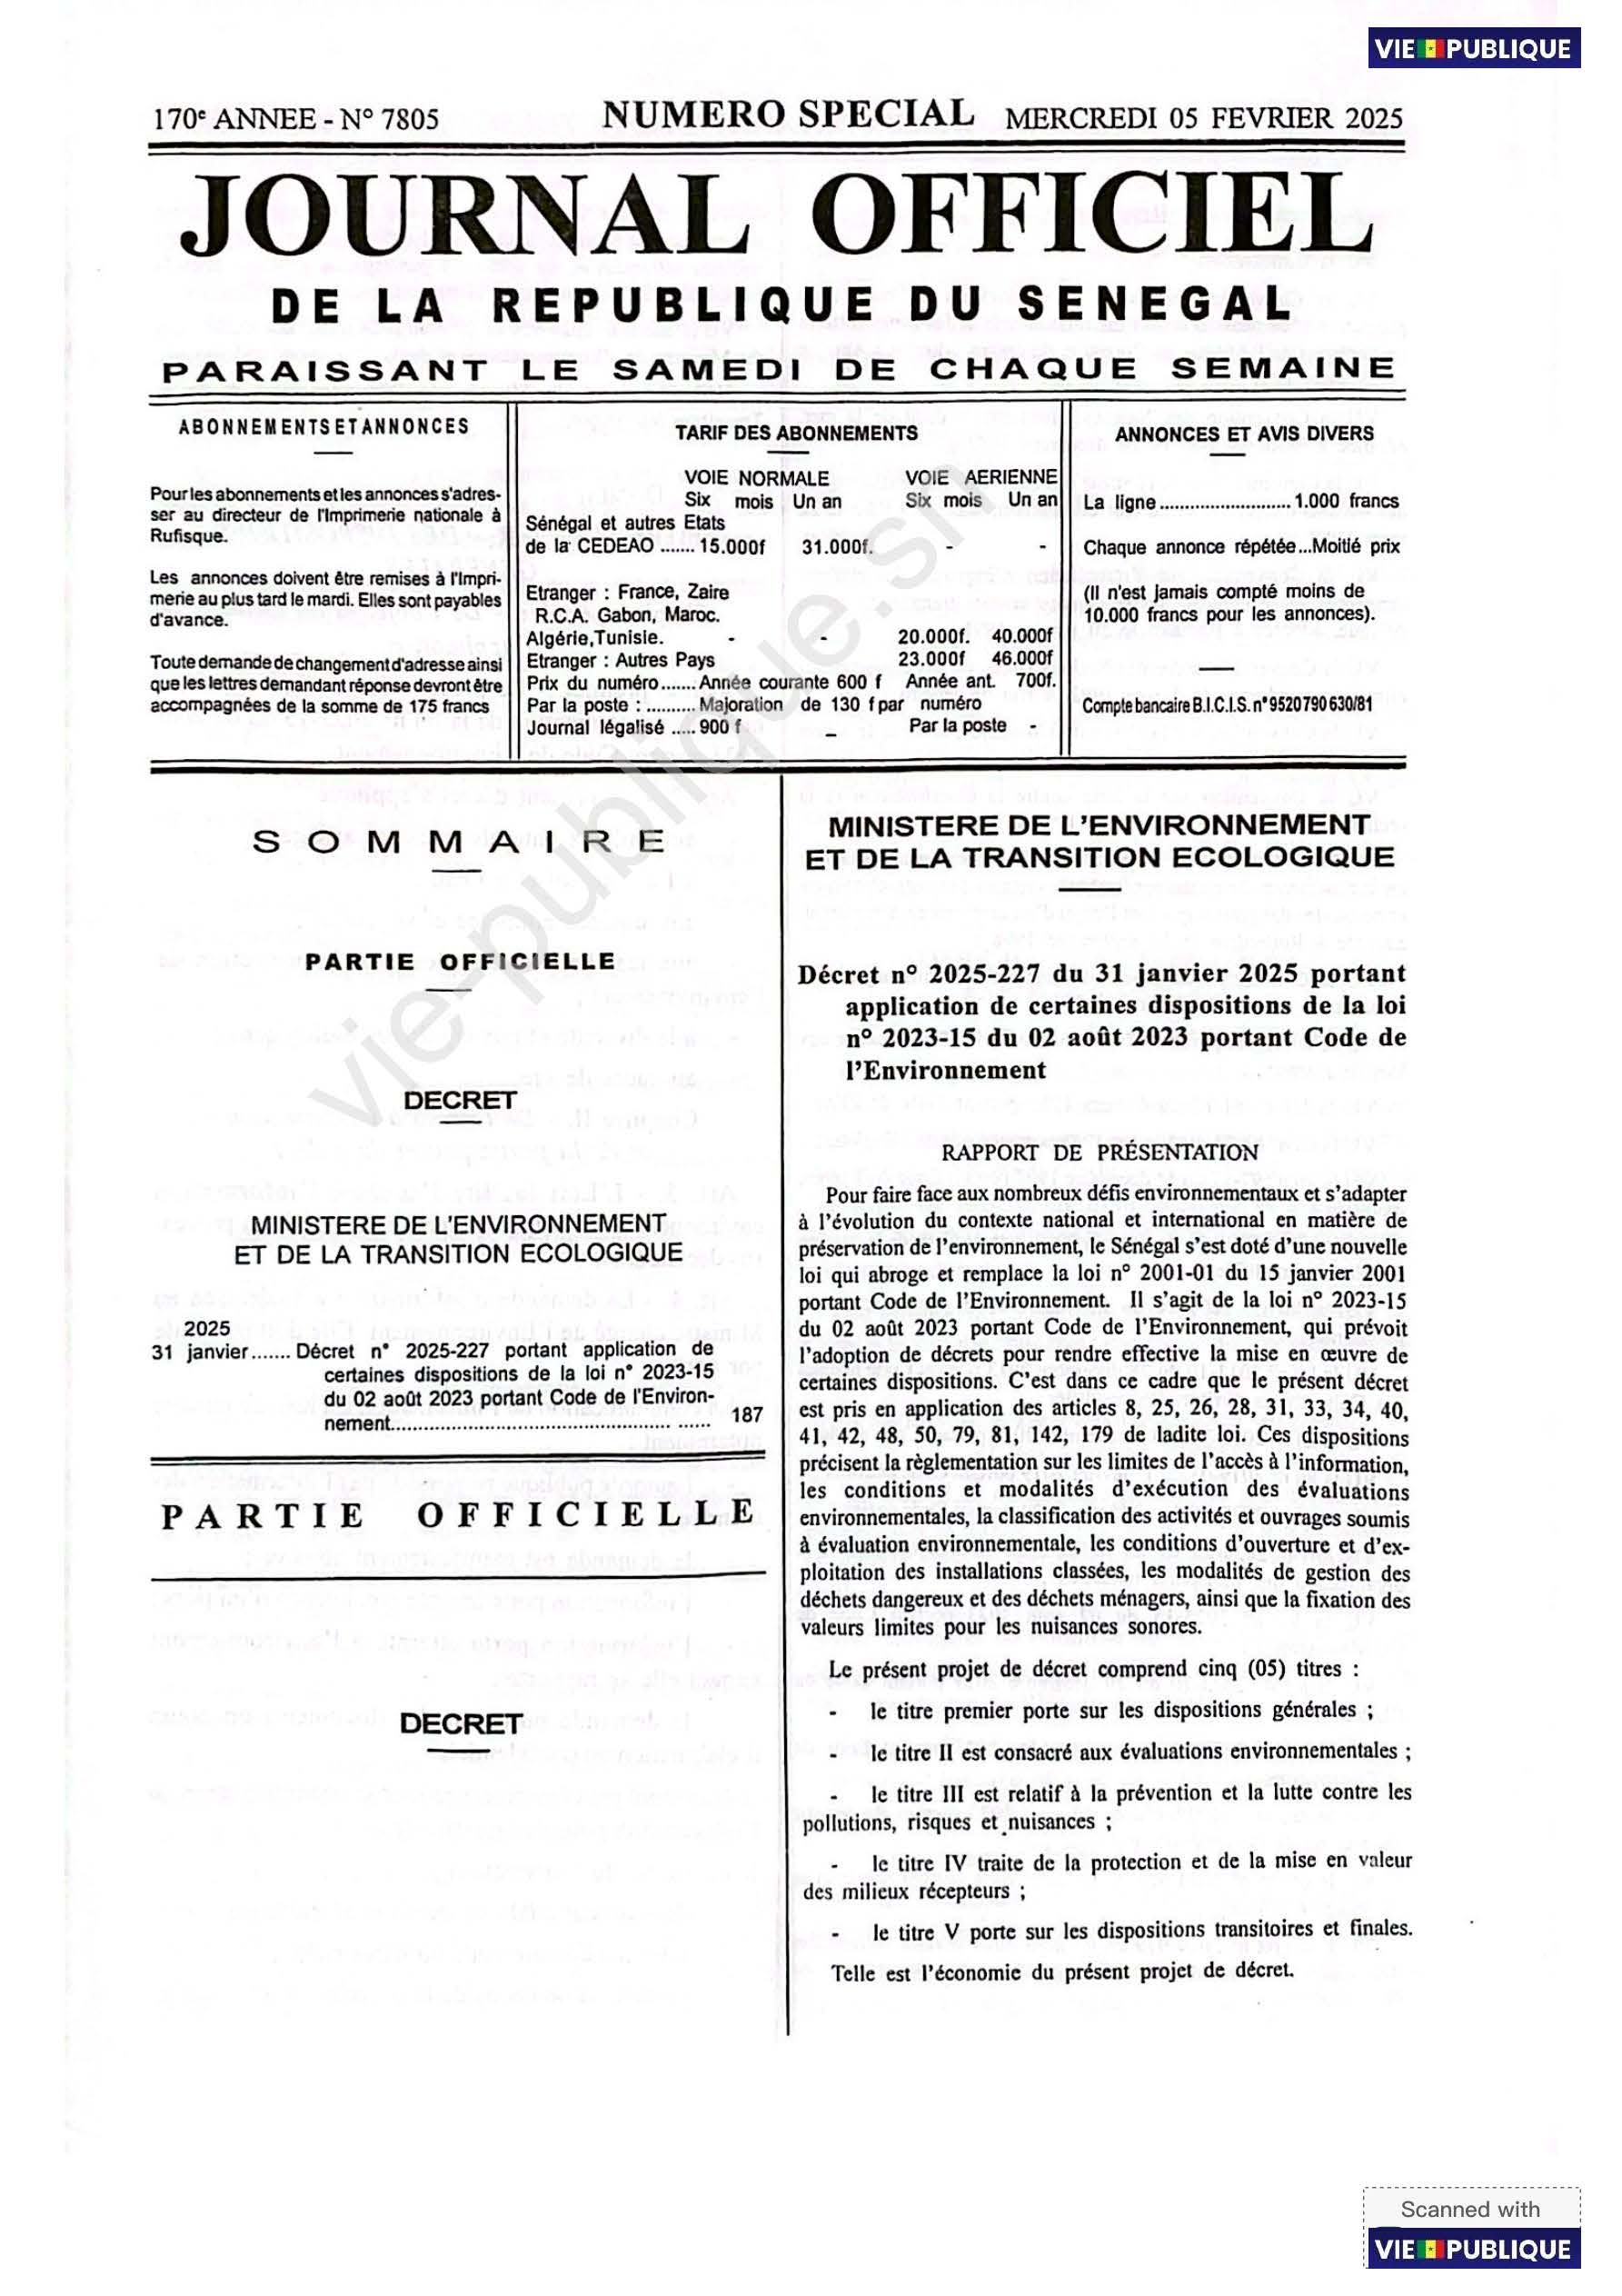 VIE PUBLIQUE
170e ANNEE - N° 7805 NUMERO SPECIAL MERCREDI 05 FEVRIER 2025
JOURNAL OFFICIEL
DE LA REPUBLIQUE DU SENEGAL
PARAISSANT LE SAMEDI DE CHAQUE SEMAINE
ABONNEMENTS ET ANNONCES
Pour les abonnements et les annonces s'adres-
ser au directeur de l'Imprimerie nationale à
Rufisque.
Les annonces doivent être remises à l'Impri-
merie au plus tard le mardi. Elles sont payables
d'avance.
Toute demande de changement d'adresse ainsi
que les lettres demandant réponse devront être
accompagnées de la somme de 175 francs
TARIF DES ABONNEMENTS
VOIE NORMALE VOIE AERIENNE
Six mois Un an Six mois Un an
Sénégal et autres Etats
de la CEDEAO ....... 15.000f 31.000f. - -
Etranger : France, Zaire
R.C.A. Gabon, Maroc.
Algérie,Tunisie. - - 20.000f. 40.000f
Etranger : Autres Pays 23.000f 46.000f
Prix du numéro.......Année courante 600 f Année ant. 700f.
Par la poste : .......... Majoration de 130 f par numéro
Journal légalisé ..... 900 f _ Par la poste -
ANNONCES ET AVIS DIVERS
La ligne.........................1.000 francs
Chaque annonce répétée...Moitié prix
(Il n'est jamais compté moins de
10.000 francs pour les annonces).
Compte bancaire B.I.C.I.S. n° 9520790630/81
SOMMAIRE
PARTIE OFFICIELLE
DECRET
MINISTERE DE L'ENVIRONNEMENT
ET DE LA TRANSITION ECOLOGIQUE
2025
31 janvier....... Décret n° 2025-227 portant application de
certaines dispositions de la loi n° 2023-15
du 02 août 2023 portant Code de l'Environ-
nement...................................................... ...... 187
PARTIE OFFICIELLE
DECRET
MINISTERE DE L'ENVIRONNEMENT
ET DE LA TRANSITION ECOLOGIQUE
Décret n° 2025-227 du 31 janvier 2025 portant
application de certaines dispositions de la loi
n° 2023-15 du 02 août 2023 portant Code de
l'Environnement
RAPPORT DE PRÉSENTATION
Pour faire face aux nombreux défis environnementaux et s'adapter
à l'évolution du contexte national et international en matière de
préservation de l'environnement, le Sénégal s'est doté d'une nouvelle
loi qui abroge et remplace la loi n° 2001-01 du 15 janvier 2001
portant Code de l'Environnement. Il s'agit de la loi n° 2023-15
du 02 août 2023 portant Code de l'Environnement, qui prévoit
l'adoption de décrets pour rendre effective la mise en œuvre de
certaines dispositions. C'est dans ce cadre que le présent décret
est pris en application des articles 8, 25, 26, 28, 31, 33, 34, 40,
41, 42, 48, 50, 79, 81, 142, 179 de ladite loi. Ces dispositions
précisent la règlementation sur les limites de l'accès à l'information,
les conditions et modalités d'exécution des évaluations
environnementales, la classification des activités et ouvrages soumis
à évaluation environnementale, les conditions d'ouverture et d'ex-
ploitation des installations classées, les modalités de gestion des
déchets dangereux et des déchets ménagers, ainsi que la fixation des
valeurs limites pour les nuisances sonores.
Le présent projet de décret comprend cinq (05) titres :
- le titre premier porte sur les dispositions générales ;
- le titre II est consacré aux évaluations environnementales ;
- le titre III est relatif à la prévention et la lutte contre les
pollutions, risques et nuisances ;
- le titre IV traite de la protection et de la mise en valeur
des milieux récepteurs ;
- le titre V porte sur les dispositions transitoires et finales.
Telle est l'économie du présent projet de décret.
vie-publique.sn
Scanned with
VIE PUBLIQUE